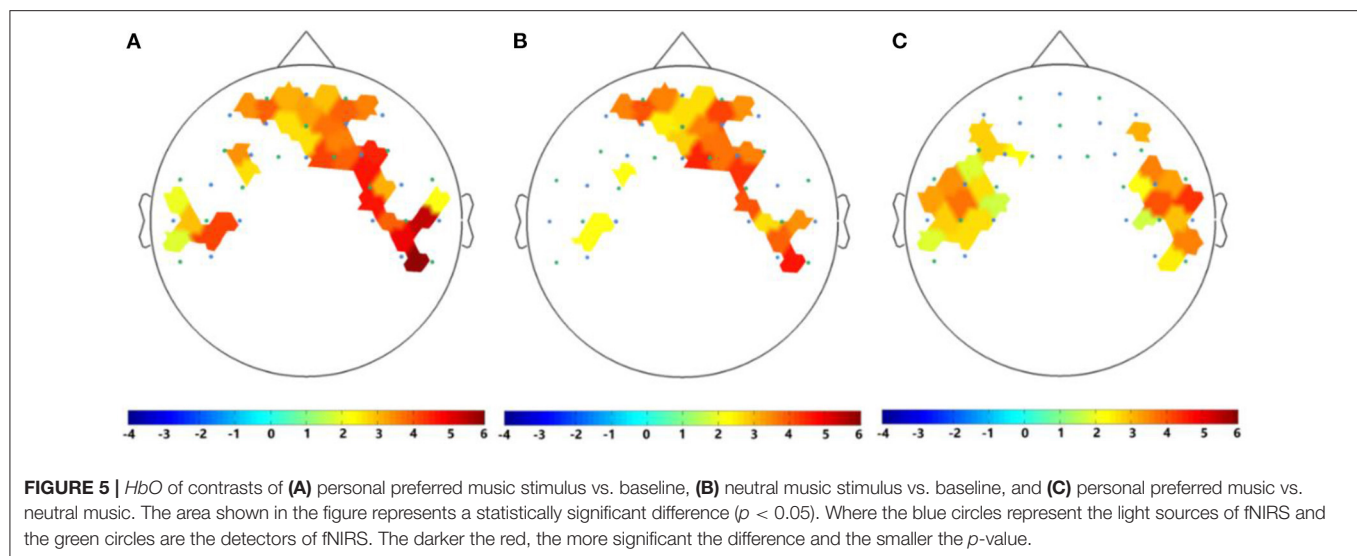 A B C
-4 -3 -2 -1 0 1 2 3 4 5 6 -4 -3 -2 -1 0 1 2 3 4 5 6 -4 -3 -2 -1 0 1 2 3 4 5 6
FIGURE 5 | HbO of contrasts of (A) personal preferred music stimulus vs. baseline, (B) neutral music stimulus vs. baseline, and (C) personal preferred music vs.
neutral music. The area shown in the figure represents a statistically significant difference (p < 0.05). Where the blue circles represent the light sources of fNIRS and
the green circles are the detectors of fNIRS. The darker the red, the more significant the difference and the smaller the p-value.